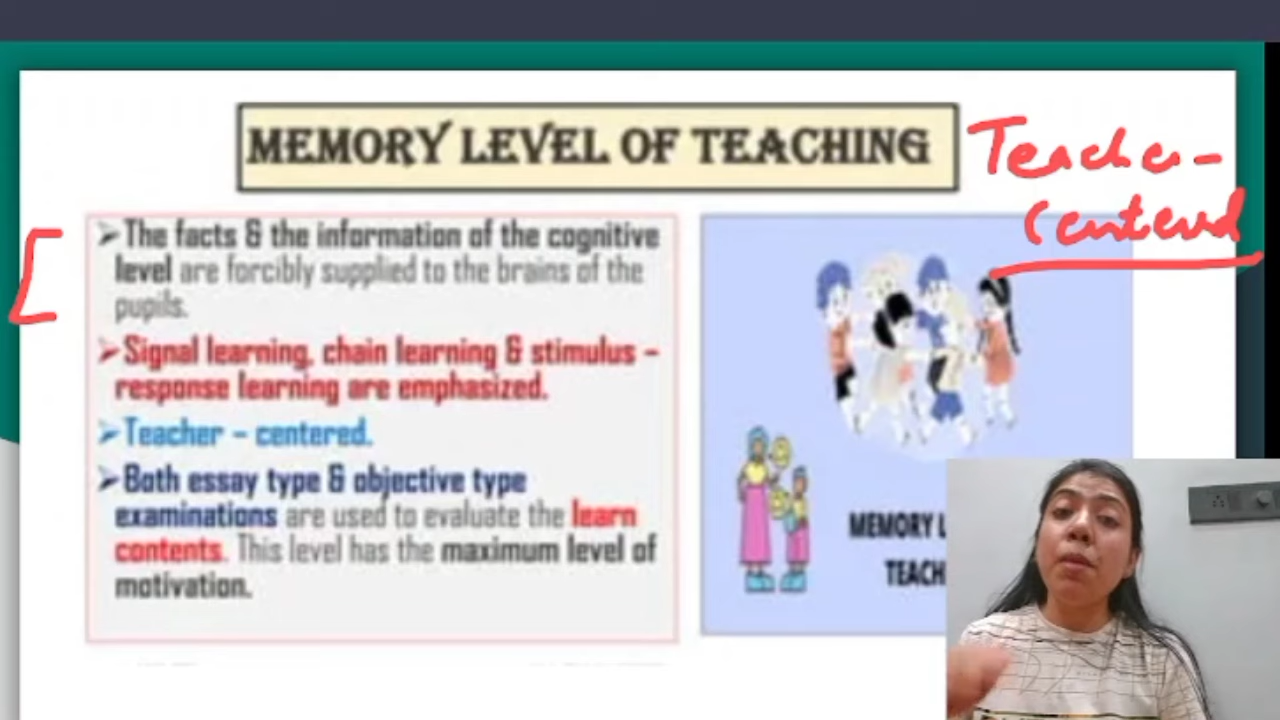 MEMORY LEVEL OF TEACHING
Teacher-
Centered
➢The facts & the information of the cognitive
level are forcibly supplied to the brains of the
pupils.
➢Signal learning, chain learning & stimulus –
response learning are emphasized.
➢Teacher – centered.
➢Both essay type & objective type
examinations are used to evaluate the learn
contents. This level has the maximum level of
motivation.
MEMORY L
TEACH